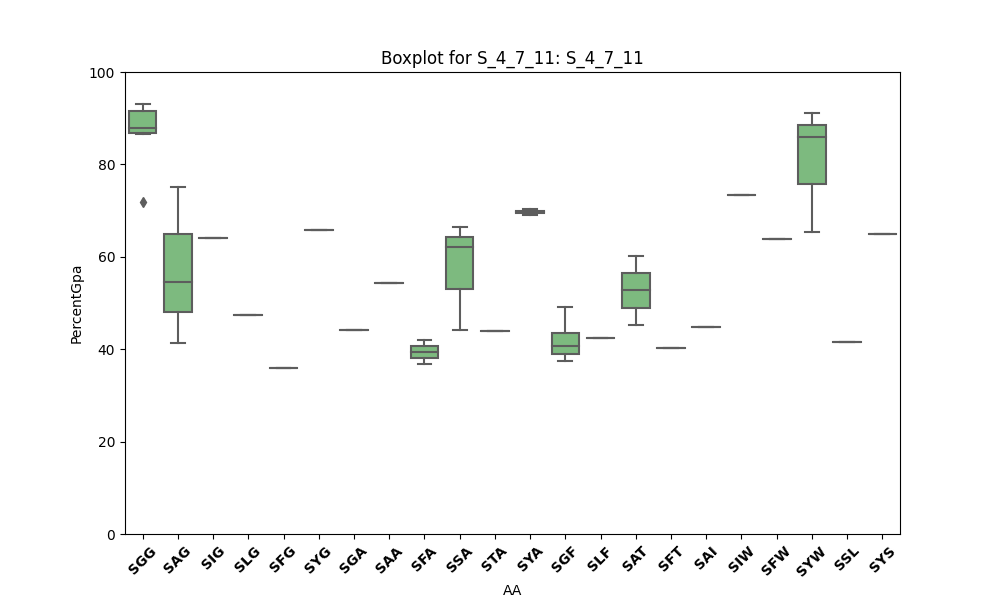 Boxplot for S_4_7_11: S_4_7_11
100
80
60
40
20
0
PercentGpa
SGG SAG SIG SLG SFG SYG SGA SAA SFA SSA STA SYA SGF SLF SAT SFT SAI SIW SFW SYW SSL SYS
AA